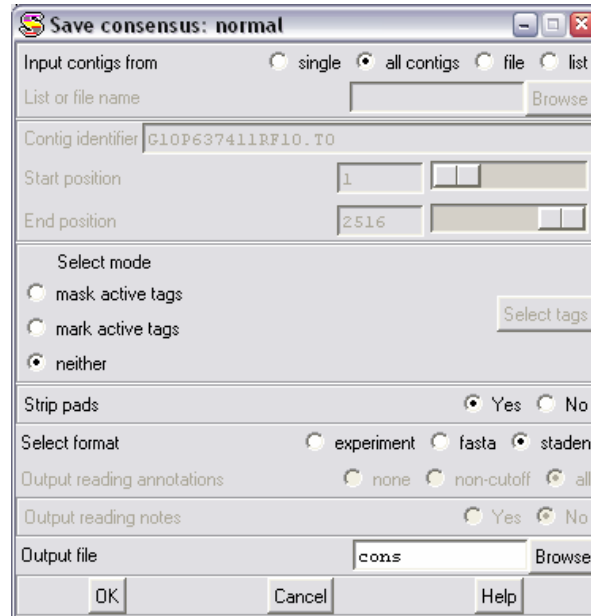 Save consensus: normal
Input contigs from single all contigs file list
List or file name Browse
Contig identifier G10P637411RF10.T0
Start position 1
End position 2516
Select mode
mask active tags
Select tags
mark active tags
neither
Strip pads Yes No
Select format experiment fasta staden
Output reading annotations none non-cutoff all
Output reading notes Yes No
Output file cons Browse
OK Cancel Help